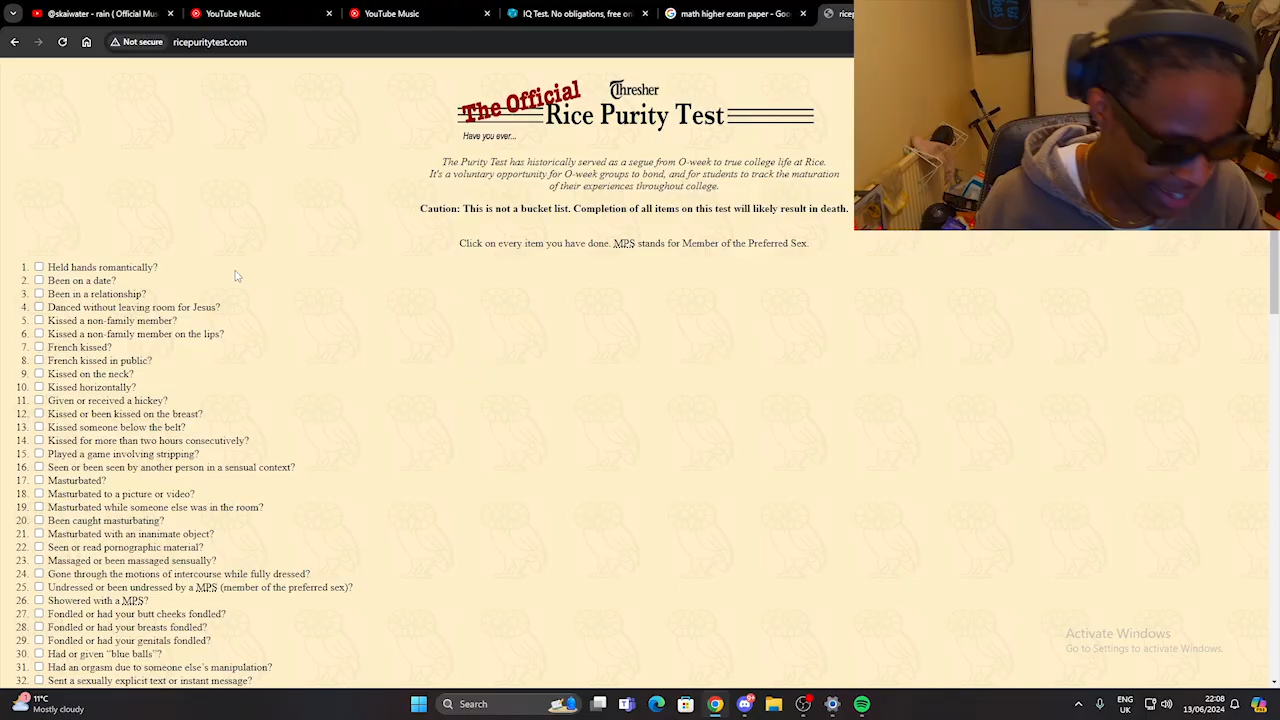 @skaiwater - rain ( Official Mus
YouTube Music
YouTube Music
IQ Test. No obligations, free on
math higher exam paper - Goo
rice
Not secure
ricepuritytest.com
The Official
Thresher
Rice Purity Test
Have you ever...
The Purity Test has historically served as a segue from O-week to true college life at Rice.
It's a voluntary opportunity for O-week groups to bond, and for students to track the maturation
of their experiences throughout college.
Caution: This is not a bucket list. Completion of all items on this test will likely result in death.
Click on every item you have done. MPS stands for Member of the Preferred Sex.
1. Held hands romantically?
2. Been on a date?
3. Been in a relationship?
4. Danced without leaving room for Jesus?
5. Kissed a non-family member?
6. Kissed a non-family member on the lips?
7. French kissed?
8. French kissed in public?
9. Kissed on the neck?
10. Kissed horizontally?
11. Given or received a hickey?
12. Kissed or been kissed on the breast?
13. Kissed someone below the belt?
14. Kissed for more than two hours consecutively?
15. Played a game involving stripping?
16. Seen or been seen by another person in a sensual context?
17. Masturbated?
18. Masturbated to a picture or video?
19. Masturbated while someone else was in the room?
20. Been caught masturbating?
21. Masturbated with an inanimate object?
22. Seen or read pornographic material?
23. Massaged or been massaged sensually?
24. Gone through the motions of intercourse while fully dressed?
25. Undressed or been undressed by a MPS (member of the preferred sex)?
26. Showered with a MPS?
27. Fondled or had your butt cheeks fondled?
28. Fondled or had your breasts fondled?
29. Fondled or had your genitals fondled?
30. Had or given “blue balls”?
31. Had an orgasm due to someone else's manipulation?
32. Sent a sexually explicit text or instant message?
Activate Windows
Go to Settings to activate Windows.
11°C
Mostly cloudy
Search
ENG
UK
22:08
13/06/2024